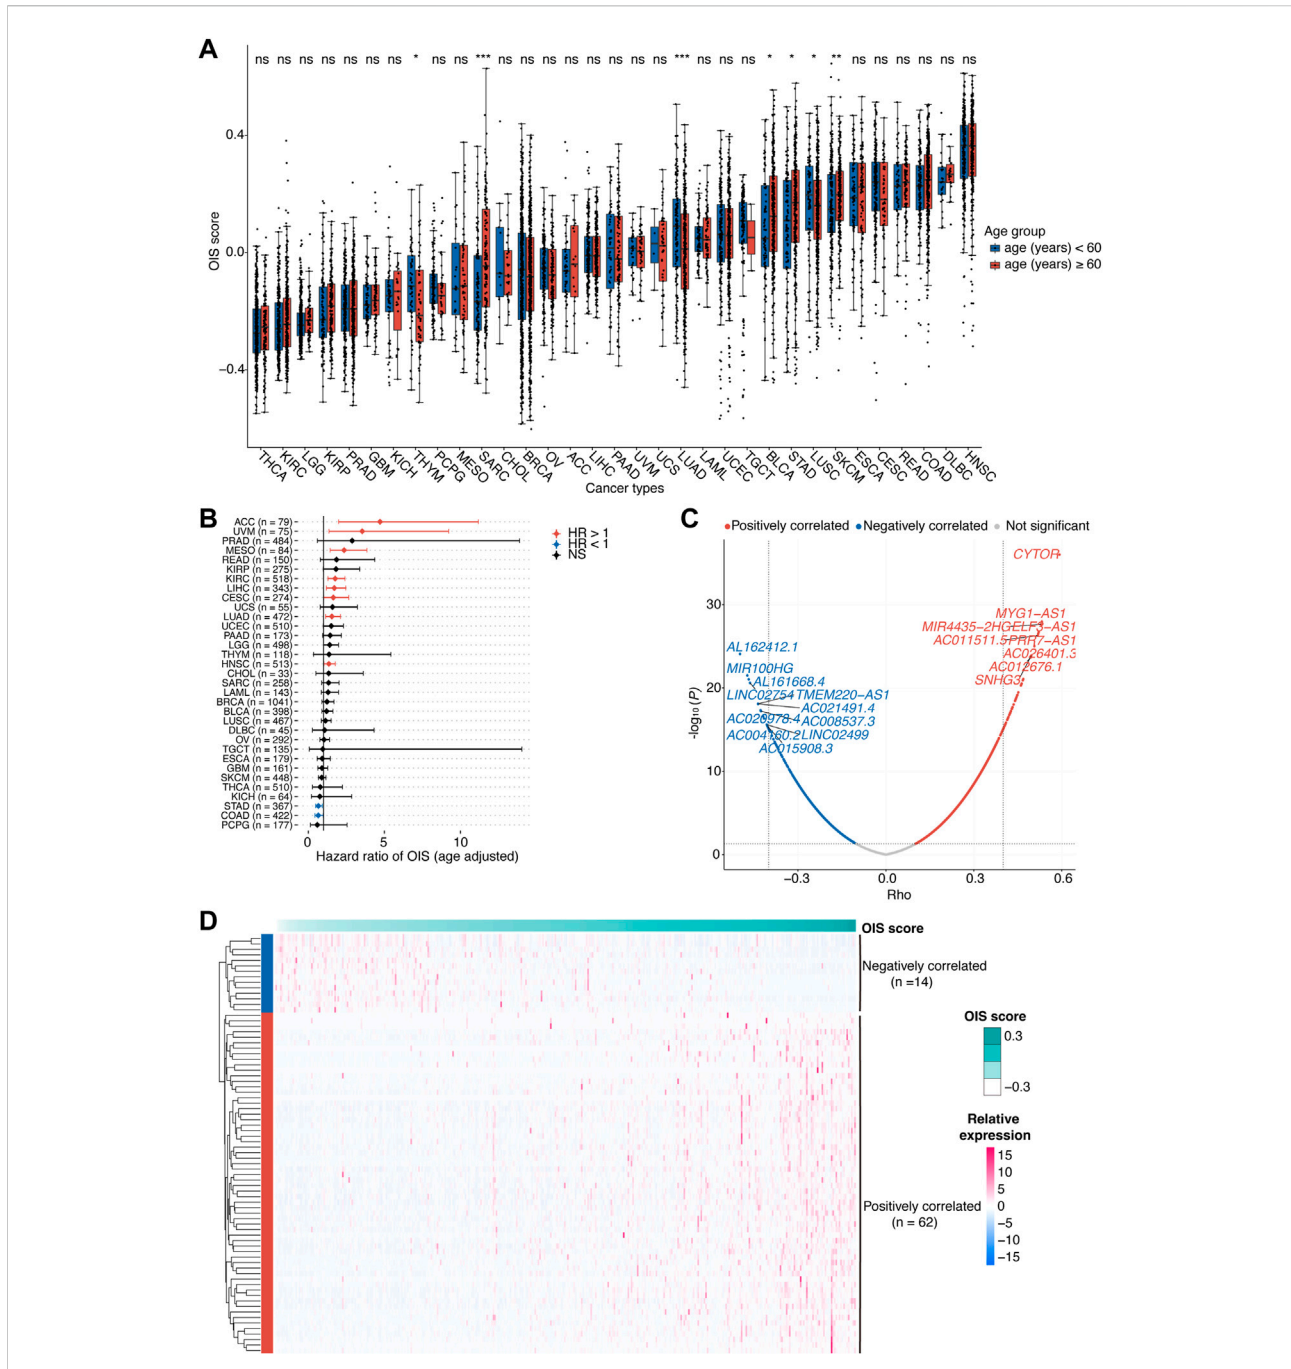 A
ns ns ns ns ns ns ns * ns ns *** ns ns ns ns ns ns ns ns *** ns ns ns * * * ** ns ns ns ns ns ns
OIS score
0.4
0.0
−0.4
Age group
age (years) < 60
age (years) ≥ 60
THCA KIRC LGG KIRP PRAD GBM KICH THYM PCPG MESO SARC CHOL BRCA OV ACC LIHC PAAD UVM UCS LUAD LAML UCEC TGCT BLCA STAD LUSC SKCM ESCA CESC READ COAD DLBC HNSC
Cancer types
B
ACC (n = 79)
UVM (n = 75)
PRAD (n = 484)
MESO (n = 84)
READ (n = 150)
KIRP (n = 275)
KIRC (n = 518)
LIHC (n = 343)
CESC (n = 274)
UCS (n = 55)
LUAD (n = 472)
UCEC (n = 510)
PAAD (n = 173)
LGG (n = 498)
THYM (n = 118)
HNSC (n = 513)
CHOL (n = 33)
SARC (n = 258)
LAML (n = 143)
BRCA (n = 1041)
BLCA (n = 398)
LUSC (n = 467)
DLBC (n = 45)
OV (n = 292)
TGCT (n = 135)
ESCA (n = 179)
GBM (n = 161)
SKCM (n = 448)
THCA (n = 510)
KICH (n = 64)
STAD (n = 367)
COAD (n = 422)
PCPG (n = 177)
0 5 10
Hazard ratio of OIS (age adjusted)
HR > 1
HR < 1
NS
C
Positively correlated Negatively correlated Not significant
-log10 (P)
30
20
10
0
CYTOR
MYG1−AS1
MIR4435−2HG ELF3−AS1
AC011511.5 PRR7−AS1
AC026401.3
AC012676.1
SNHG3
AL162412.1
MIR100HG
AL161668.4
LINC02754 TMEM220−AS1
AC021491.4
AC020978.4 AC008537.3
AC004160.2 LINC02499
AC015908.3
−0.3 0.0 0.3 0.6
Rho
D
OIS score
Negatively correlated
(n =14)
Positively correlated
(n = 62)
OIS score
0.3
−0.3
Relative
expression
15
10
5
0
−5
−10
−15